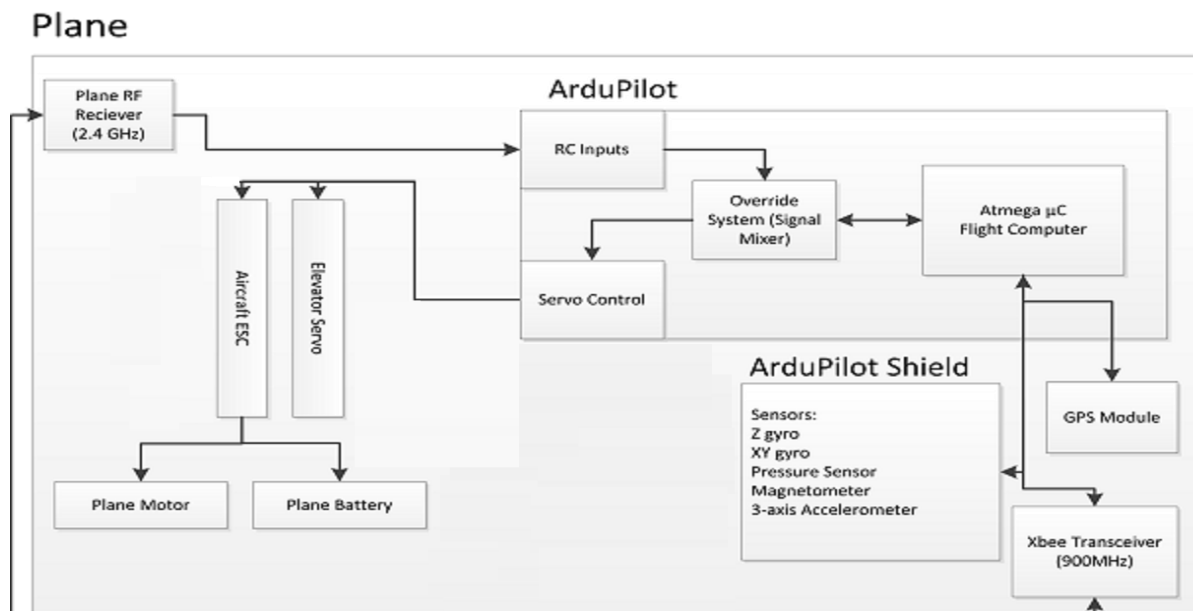 Plane
Plane RF
Reciever
(2.4 GHz)
ArduPilot
RC Inputs
Override
System (Signal
Mixer)
Atmega µC
Flight Computer
Servo Control
Aircraft ESC
Elevator Servo
Plane Motor
Plane Battery
ArduPilot Shield
Sensors:
Z gyro
XY gyro
Pressure Sensor
Magnetometer
3-axis Accelerometer
GPS Module
Xbee Transceiver
(900MHz)